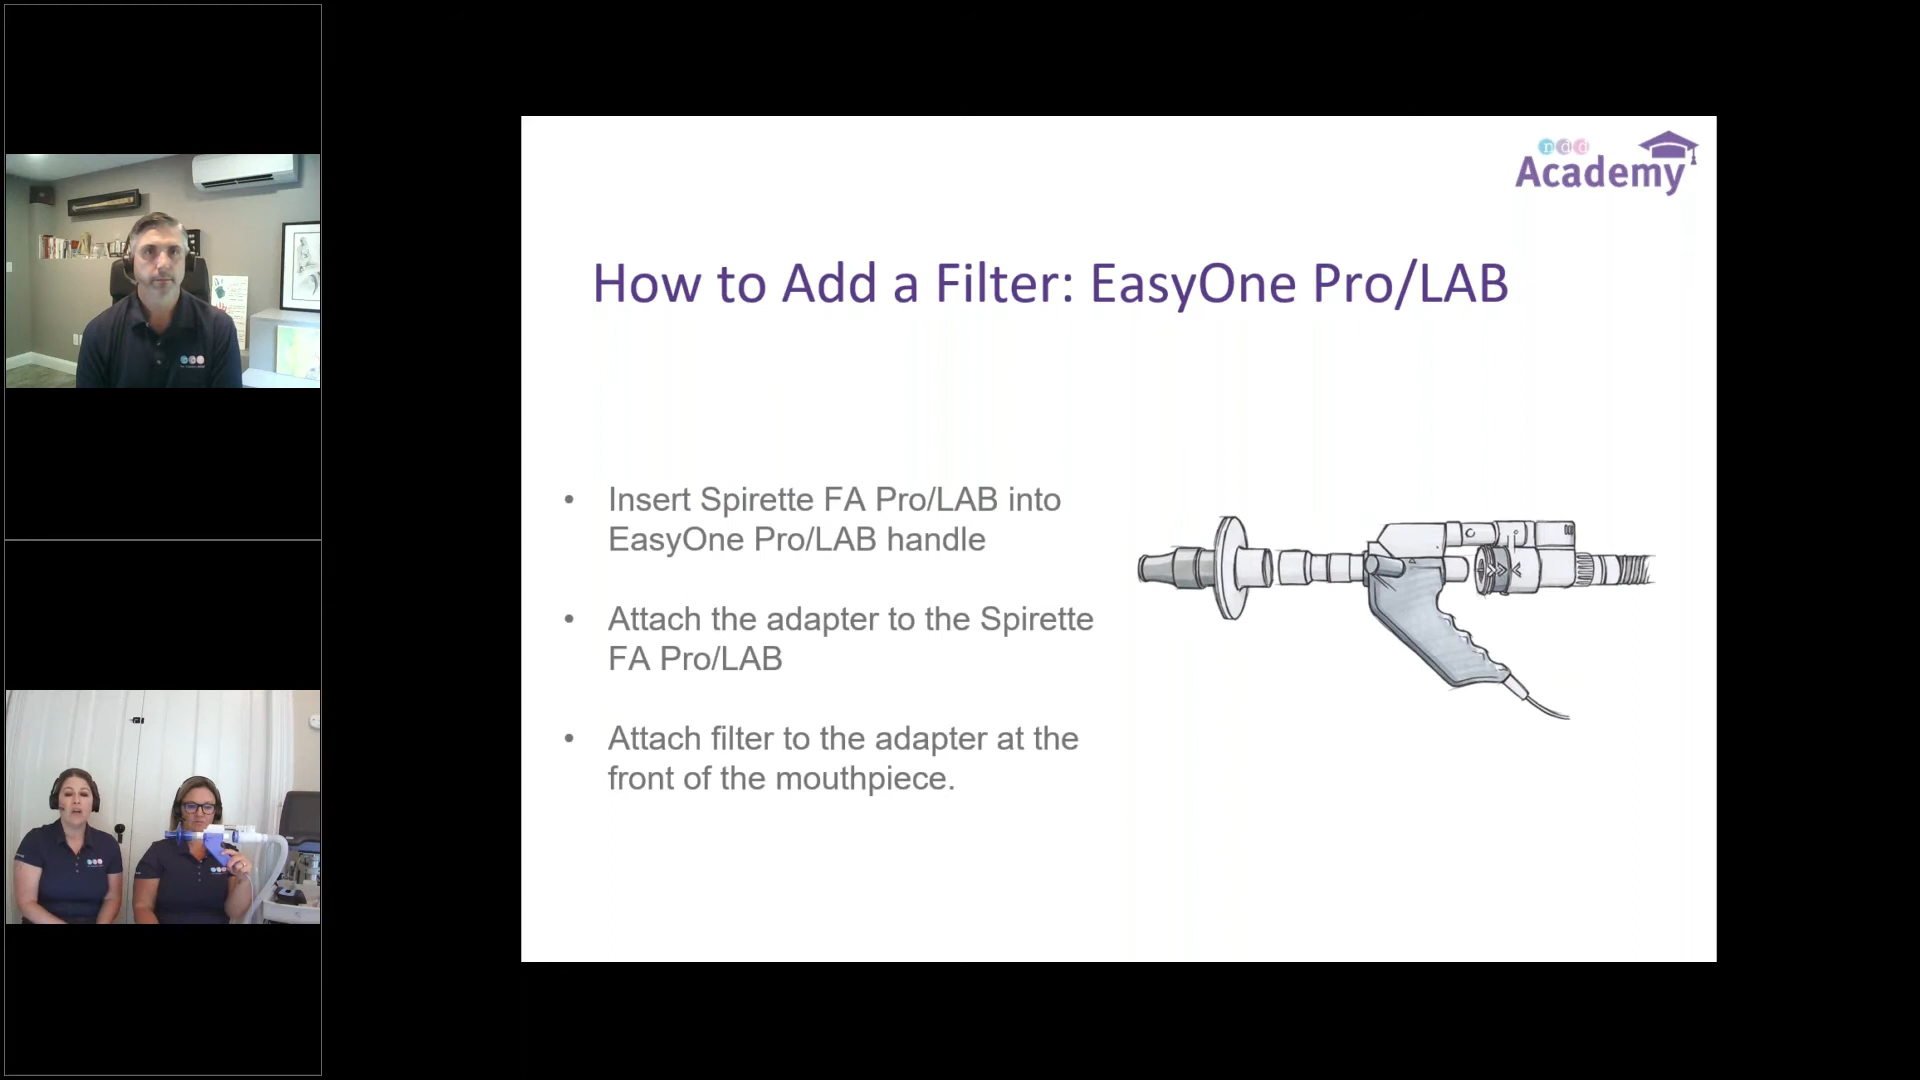 ndd
Academy
How to Add a Filter: EasyOne Pro/LAB
• Insert Spirette FA Pro/LAB into
EasyOne Pro/LAB handle
• Attach the adapter to the Spirette
FA Pro/LAB
• Attach filter to the adapter at the
front of the mouthpiece.